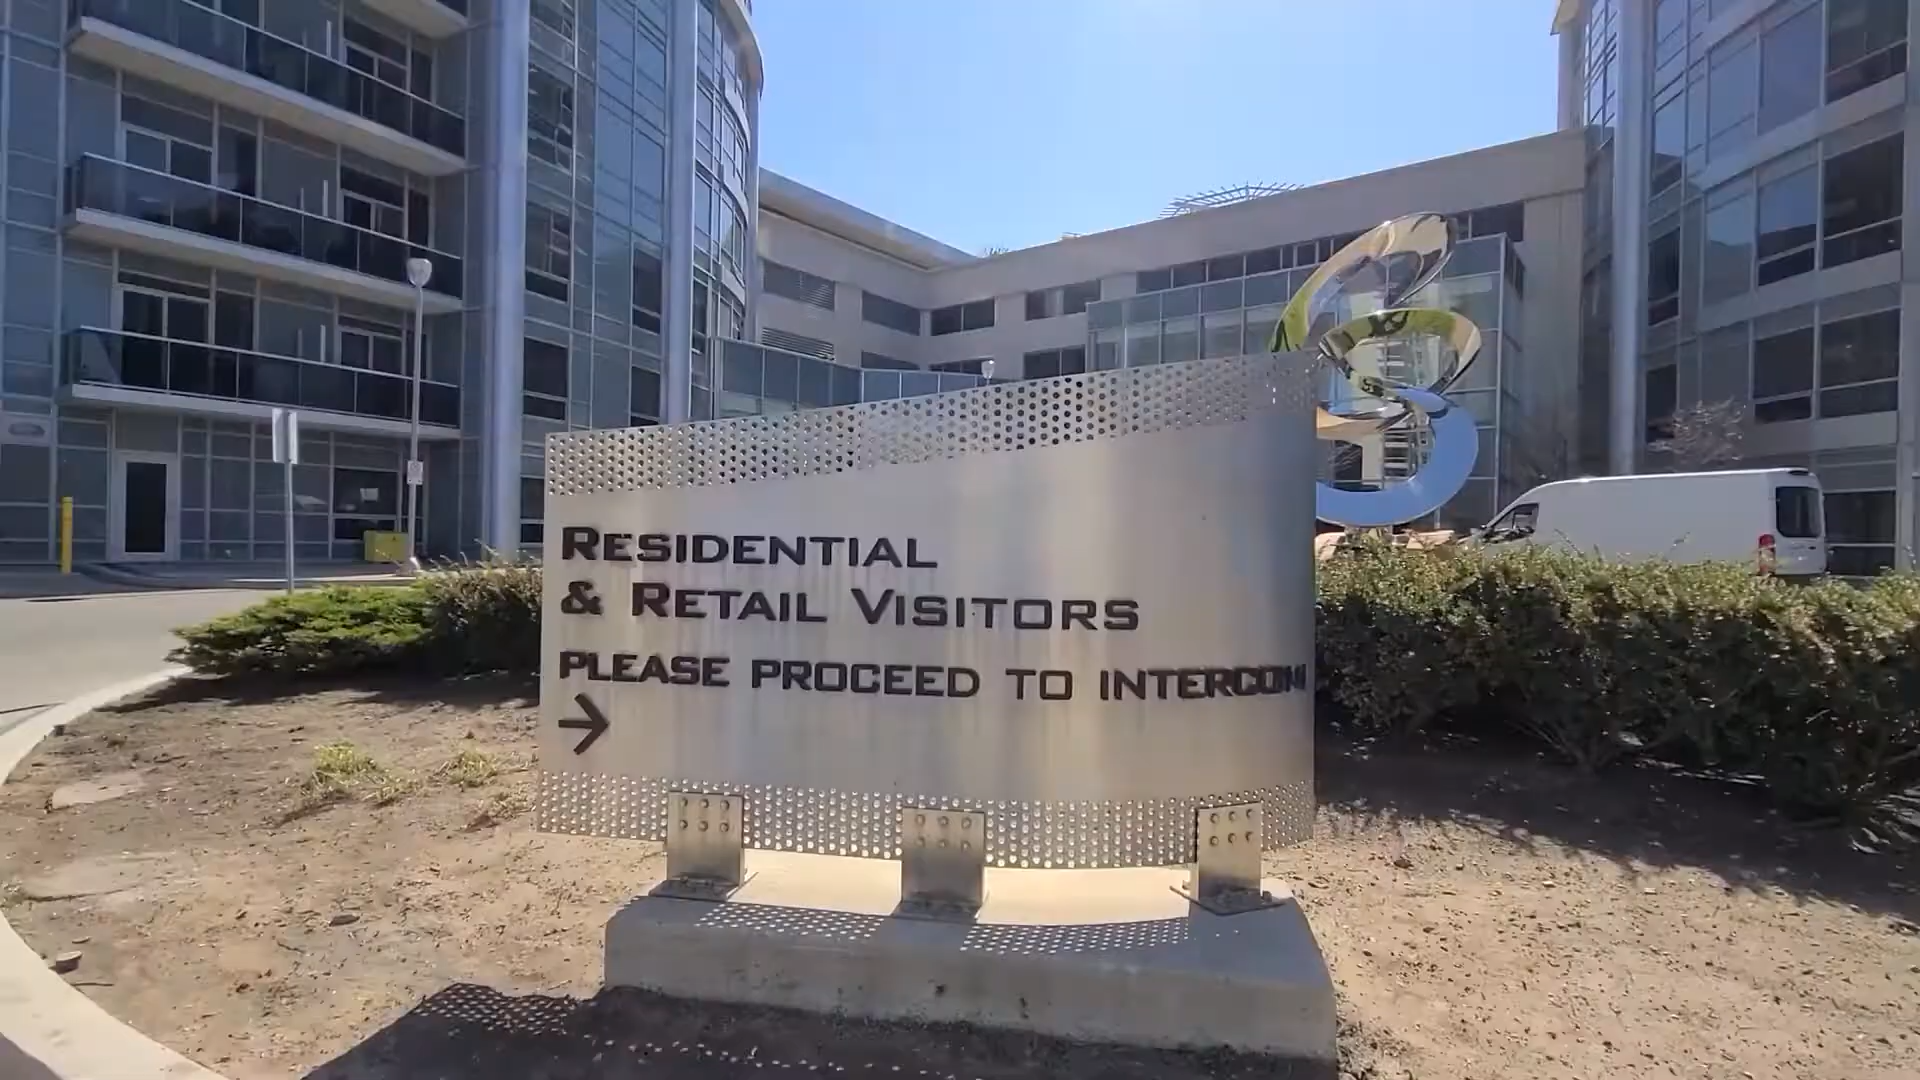 RESIDENTIAL
& RETAIL VISITORS
PLEASE PROCEED TO INTERCOM
→